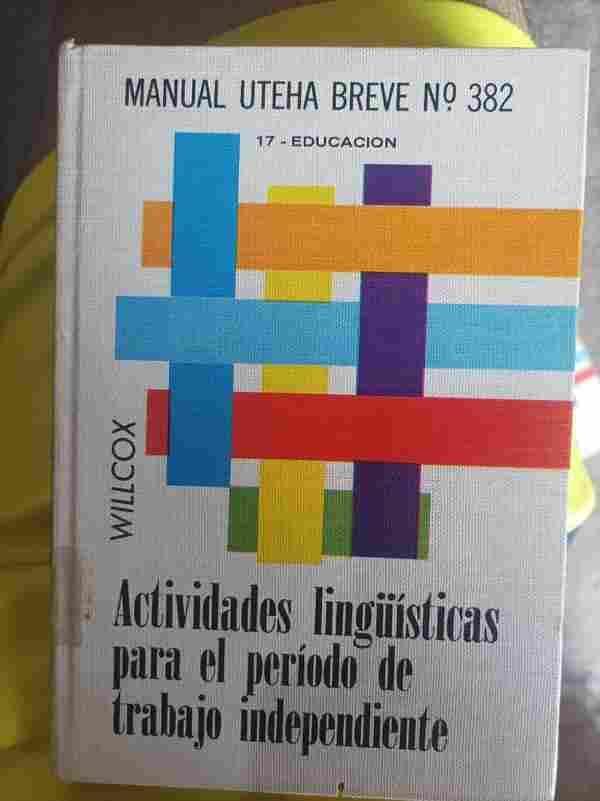 MANUAL UTEHA BREVE Nº 382
17 - EDUCACION
WILLCOX
Actividades lingüísticas
para el período de
trabajo independiente